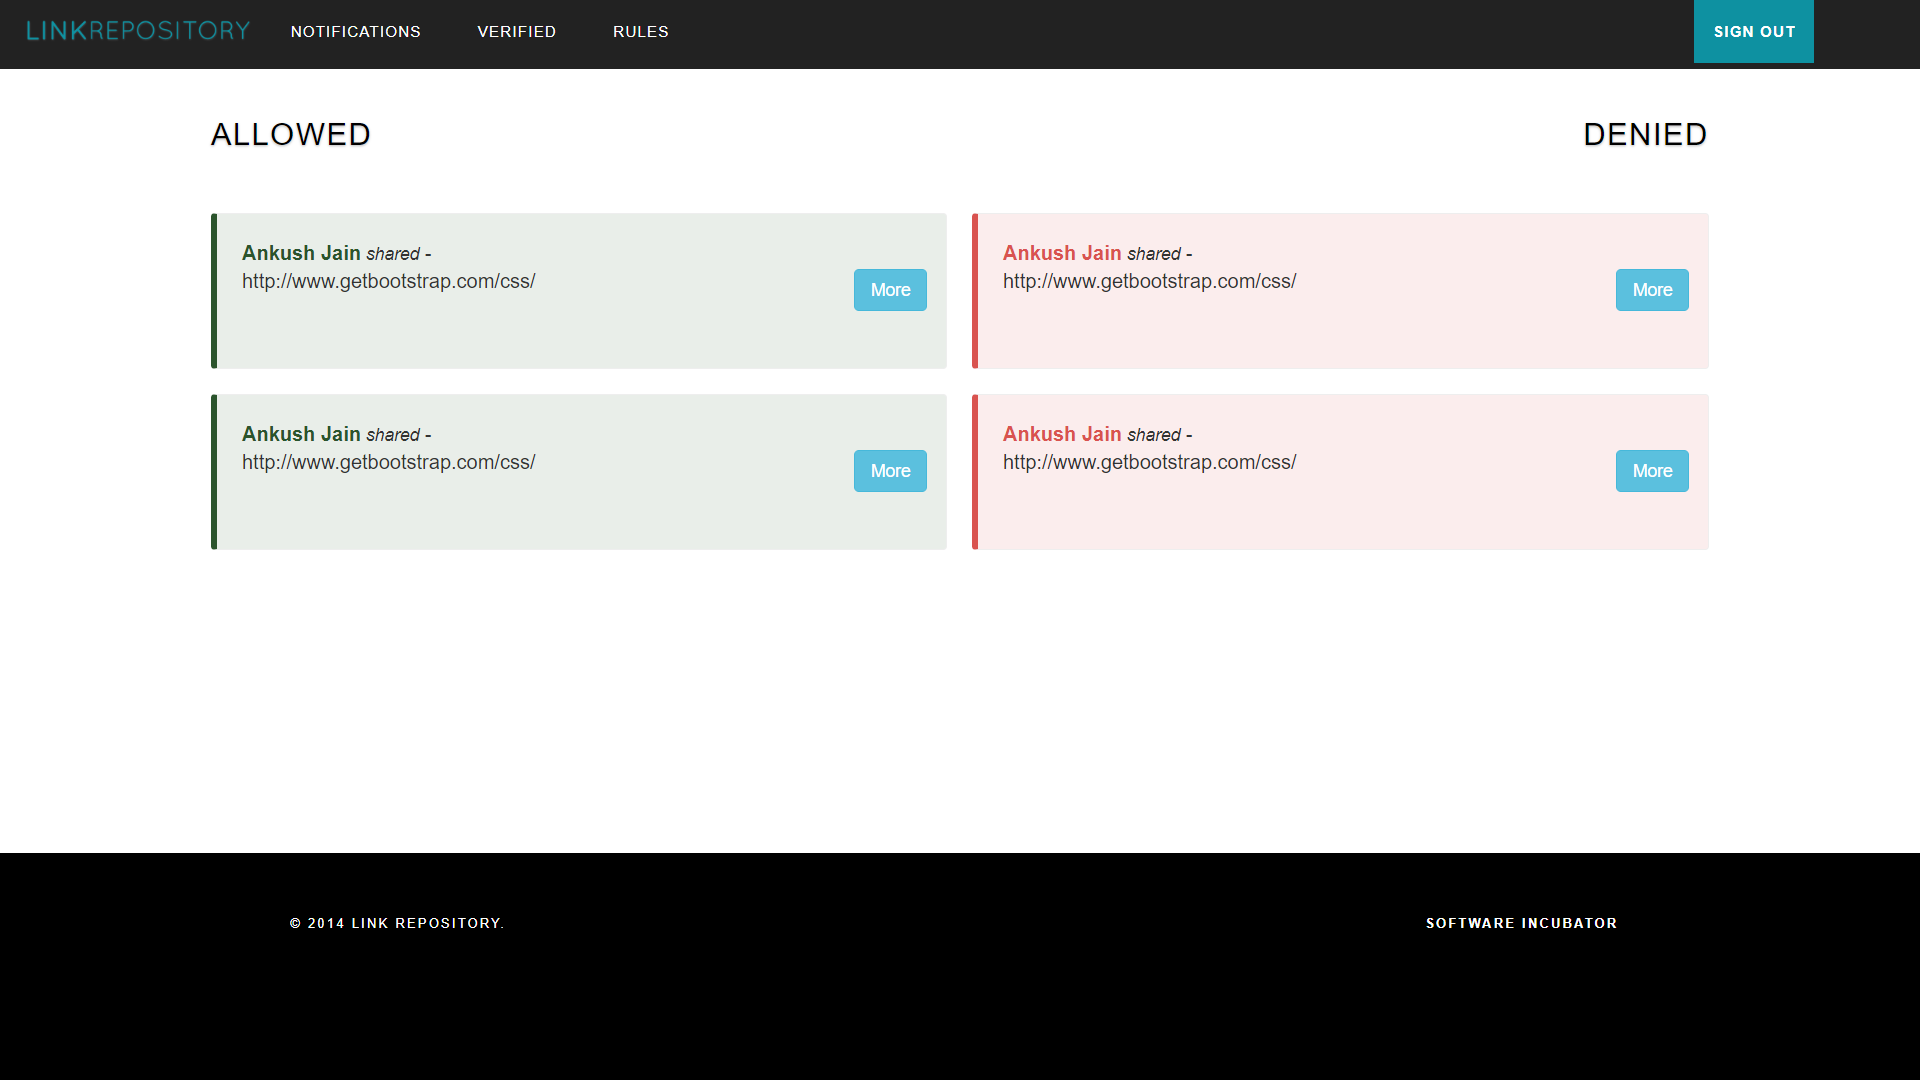 LINKREPOSITORY NOTIFICATIONS VERIFIED RULES SIGN OUT
ALLOWED DENIED
Ankush Jain shared -
http://www.getbootstrap.com/css/
More
Ankush Jain shared -
http://www.getbootstrap.com/css/
More
Ankush Jain shared -
http://www.getbootstrap.com/css/
More
Ankush Jain shared -
http://www.getbootstrap.com/css/
More
© 2014 LINK REPOSITORY. SOFTWARE INCUBATOR